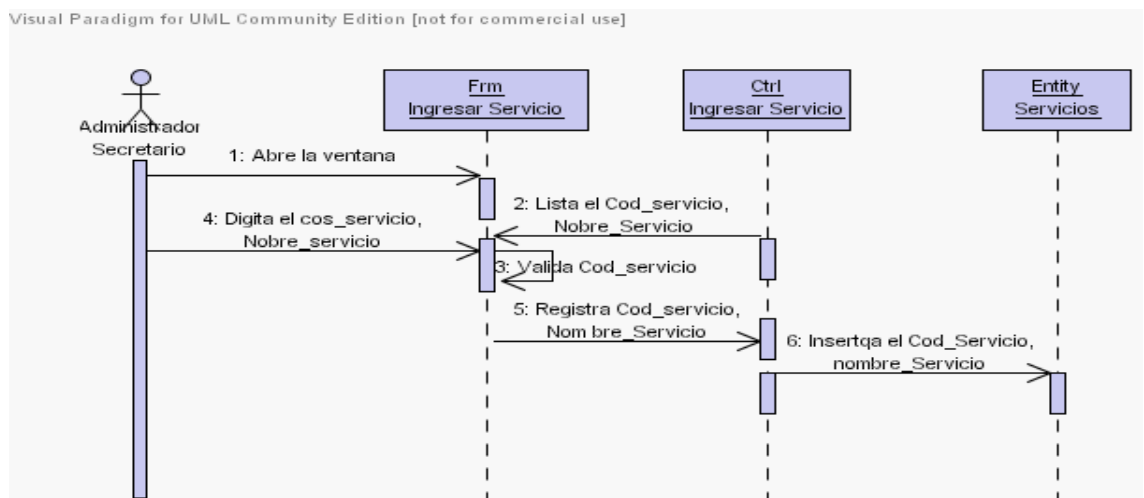 Visual Paradigm for UML Community Edition [not for commercial use]
Frm
Ingresar Servicio
Ctrl
Ingresar Servicio
Entity
Servicios
Administrador
Secretario
1: Abre la ventana
2: Lista el Cod_servicio,
Nobre_Servicio
4: Digita el cos_servicio,
Nobre_servicio
3: Valida Cod_servicio
5: Registra Cod_servicio,
Nom bre_Servicio
6: Insertqa el Cod_Servicio,
nombre_Servicio